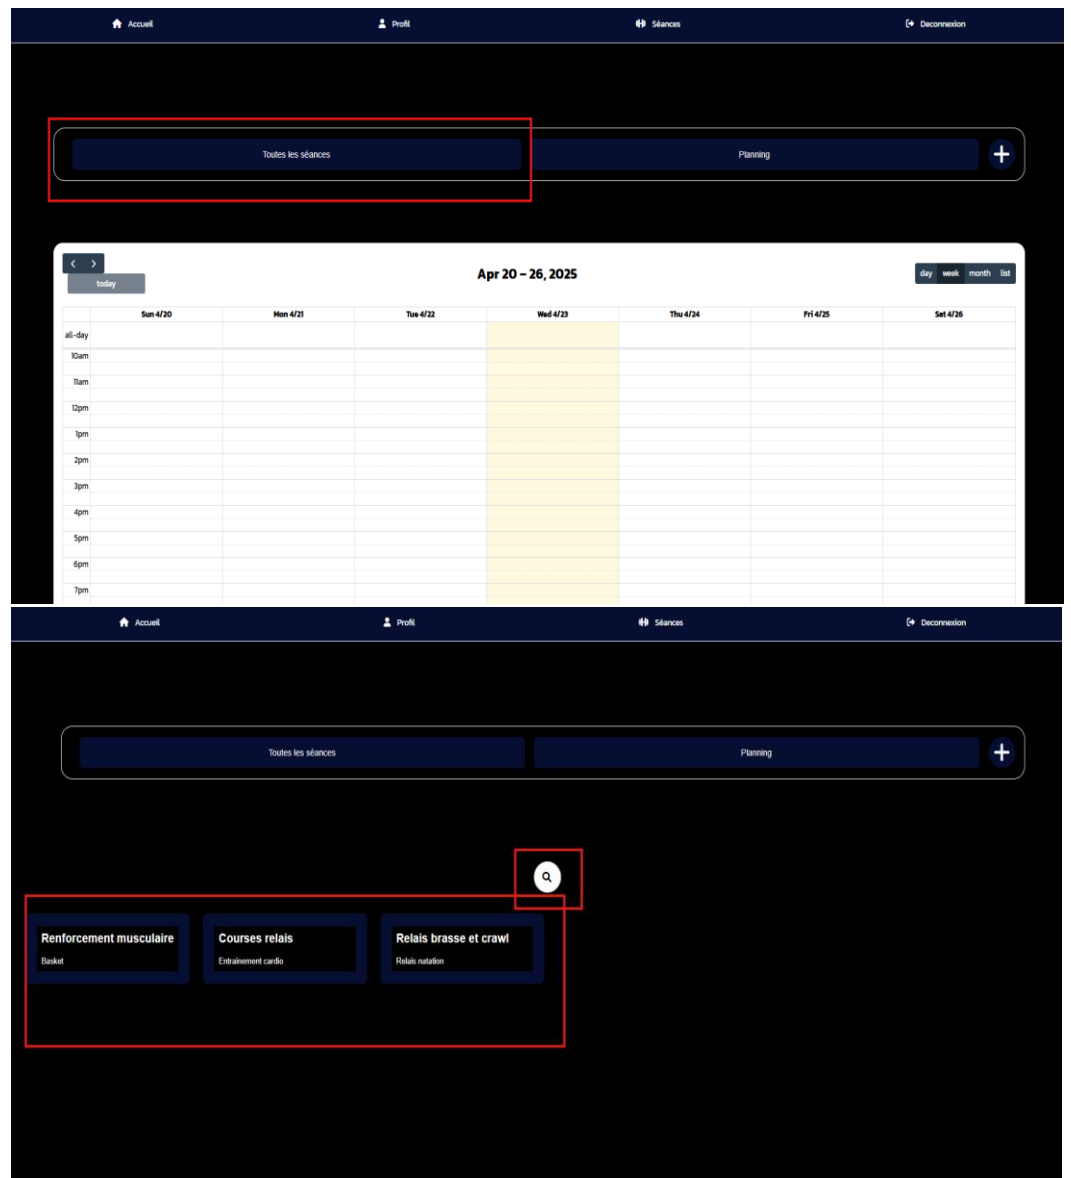 Accueil Profil Séances Deconnexion
Toutes les séances Planning
today
Apr 20 – 26, 2025
day week month list
Sun 4/20 Mon 4/21 Tue 4/22 Wed 4/23 Thu 4/24 Fri 4/25 Sat 4/26
all-day
10am
11am
12pm
1pm
2pm
3pm
4pm
5pm
6pm
7pm
Accueil Profil Séances Deconnexion
Toutes les séances Planning
Renforcement musculaire
Basket
Courses relais
Entrainement cardio
Relais brasse et crawl
Relais natation